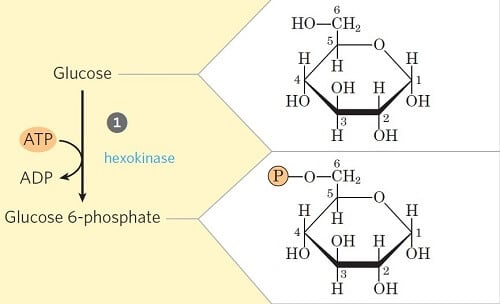 Glucose
1
ATP
hexokinase
ADP
Glucose 6-phosphate
6
HO—CH₂
5
O
H
H
H
4
OH
H
1
HO
OH
3
2
H
OH
6
P—O—CH₂
5
O
H
H
H
4
OH
H
1
HO
OH
3
2
H
OH